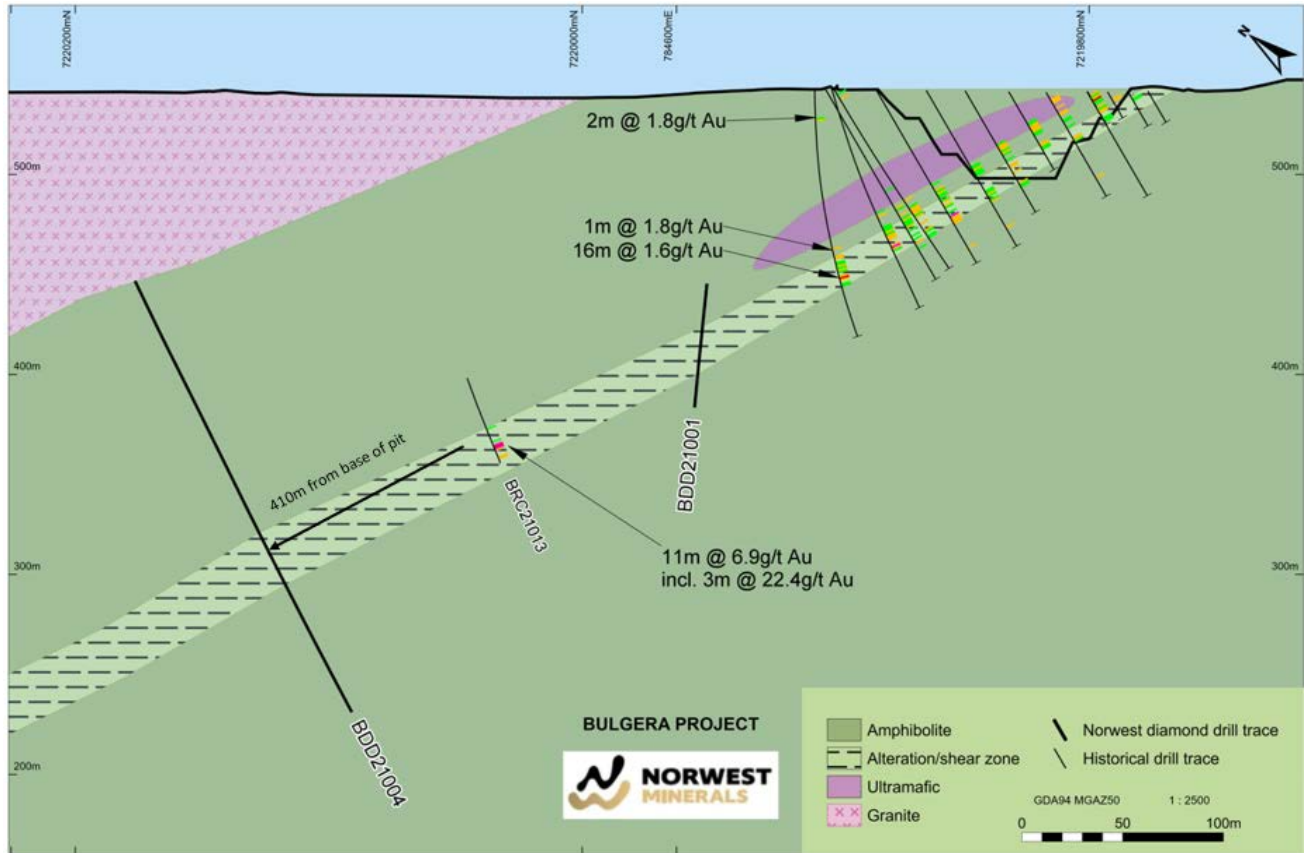 7220200mN
7220000mN
784600mE
7219800mN
N
2m @ 1.8g/t Au
500m
500m
1m @ 1.8g/t Au
16m @ 1.6g/t Au
400m
400m
410m from base of pit
BRC21013
BDD21001
11m @ 6.9g/t Au
incl. 3m @ 22.4g/t Au
300m
300m
BDD21004
200m
BULGERA PROJECT
NORWEST
MINERALS
Amphibolite
Alteration/shear zone
Ultramafic
Granite
Norwest diamond drill trace
Historical drill trace
GDA94 MGAZ50 1 : 2500
0 50 100m